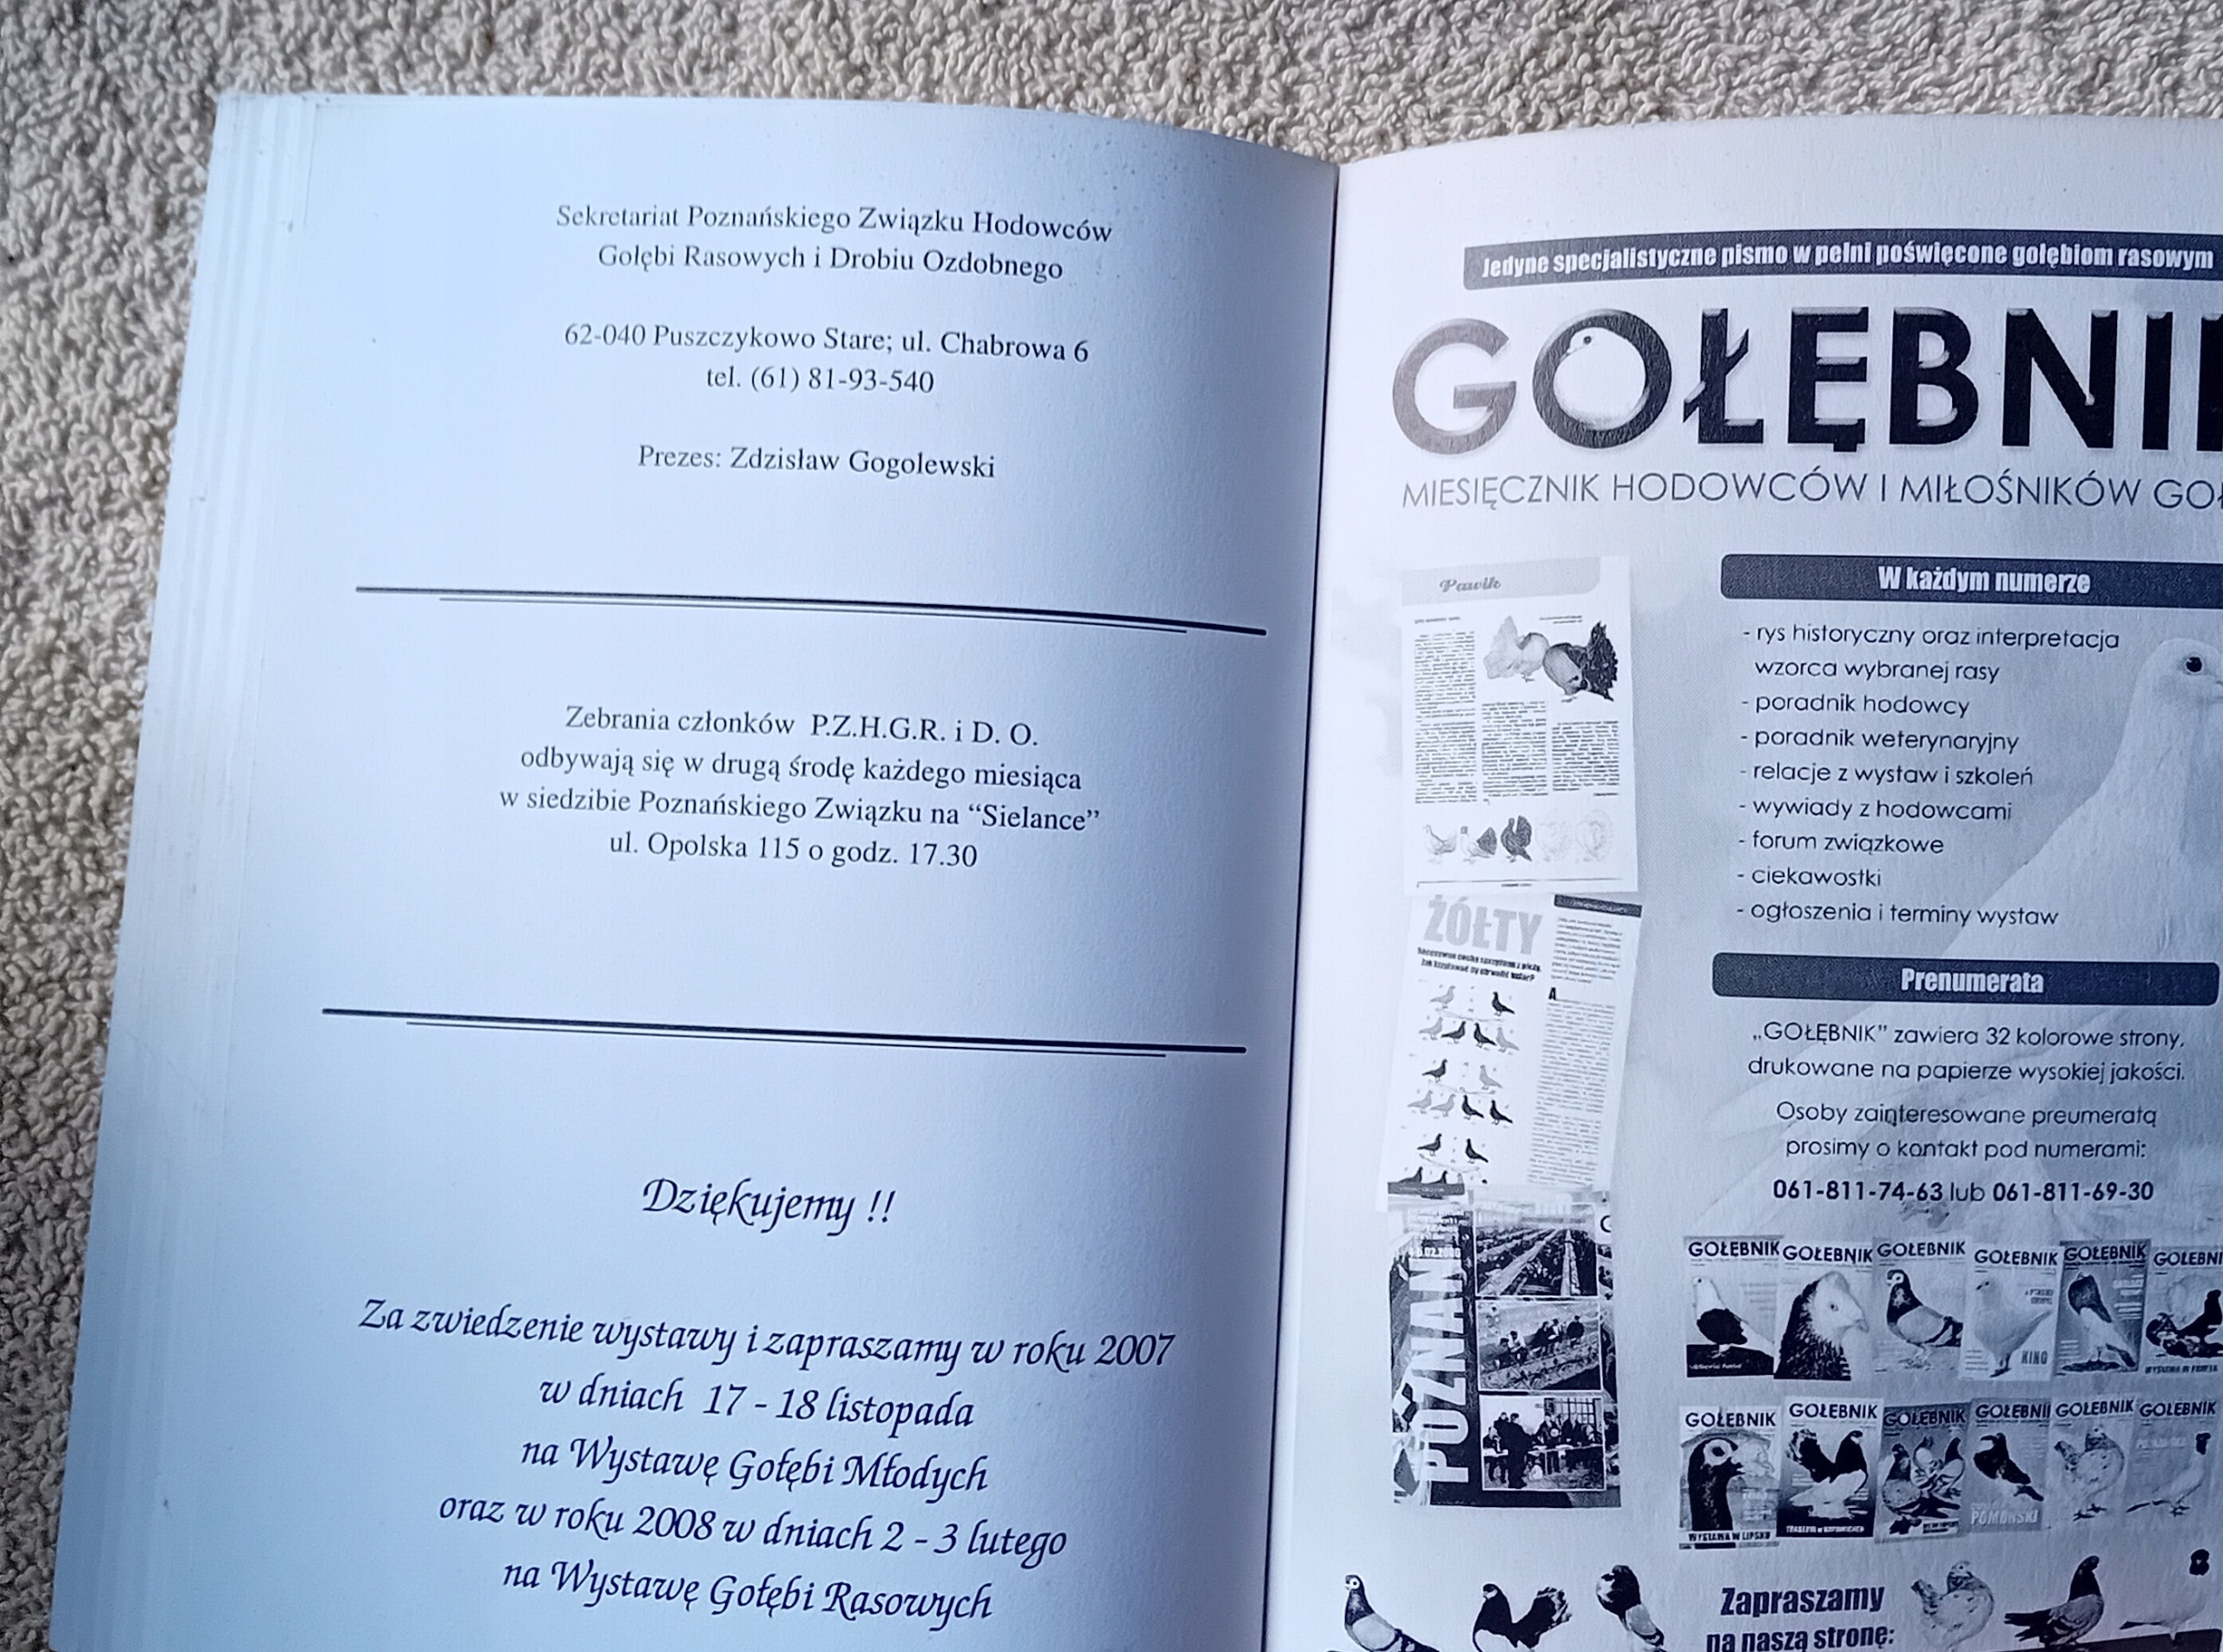 Sekretariat Poznańskiego Związku Hodowców
Gołębi Rasowych i Drobiu Ozdobnego
62-040 Puszczykowo Stare; ul. Chabrowa 6
tel. (61) 81-93-540
Prezes: Zdzisław Gogolewski
Zebrania członków P.Z.H.G.R. i D. O.
odbywają się w drugą środę każdego miesiąca
w siedzibie Poznańskiego Związku na “Sielance”
ul. Opolska 115 o godz. 17.30
Dziękujemy !!
Za zwiedzenie wystawy i zapraszamy w roku 2007
w dniach 17 - 18 listopada
na Wystawę Gołębi Młodych
oraz w roku 2008 w dniach 2 - 3 lutego
na Wystawę Gołębi Rasowych
Jedyne specjalistyczne pismo w pełni poświęcone gołębiom rasowym
GOŁĘBNI
MIESIĘCZNIK HODOWCÓW I MIŁOŚNIKÓW GO
Pawik
ŻÓŁTY
POZNAŃ
W każdym numerze
- rys historyczny oraz interpretacja
wzorca wybranej rasy
- poradnik hodowcy
- poradnik weterynaryjny
- relacje z wystaw i szkoleń
- wywiady z hodowcami
- forum związkowe
- ciekawostki
- ogłoszenia i terminy wystaw
Prenumerata
„GOŁĘBNIK” zawiera 32 kolorowe strony,
drukowane na papierze wysokiej jakości.
Osoby zainteresowane preumeratą
prosimy o kontakt pod numerami:
061-811-74-63 lub 061-811-69-30
GOŁĘBNIK GOŁĘBNIK GOŁĘBNIK GOŁĘBNIK GOŁĘBNIK GOŁĘBNI
KING
GOŁĘBNIK GOŁĘBNIK GOŁĘBNIK GOŁĘBNI GOŁĘBNIK GOŁĘBNIK
POMORSKI
WYSTAWA W LIPSKU
Zapraszamy
na naszą stronę: